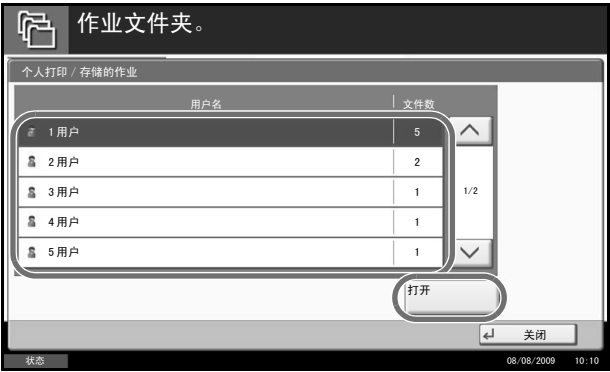 作业文件夹。
个人打印 / 存储的作业
用户名 文件数
1 用户 5
2 用户 2
3 用户 1
1/2
4 用户 1
5 用户 1
打开
关闭
状态 08/08/2009 10:10